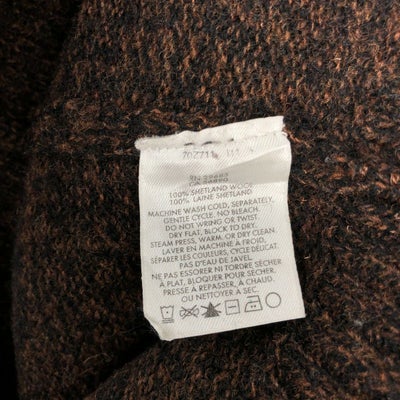 100% SHETLAND WOOL
100% LAINE SHETLAND
MACHINE WASH COLD, SEPARATELY,
GENTLE CYCLE. NO BLEACH.
DO NOT WRING OR TWIST.
DRY FLAT, BLOCK TO DRY.
STEAM PRESS, WARM, OR DRY CLEAN.
LAVER EN MACHINE A FROID,
SÉPARER LES COULEURS, CYCLE DELICAT.
PAS D'EAU DE JAVEL.
NE PAS ESSORER NI TORDRE SÉCHER
A PLAT, BLOQUER POUR SÉCHER.
PRESSE A REPASSER, A CHAUD
OU NETTOYER A SEC.